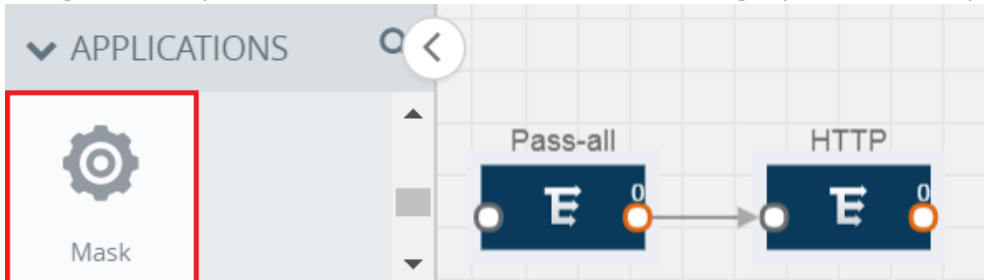 APPLICATIONS
Mask
Pass-all
HTTP
0
0